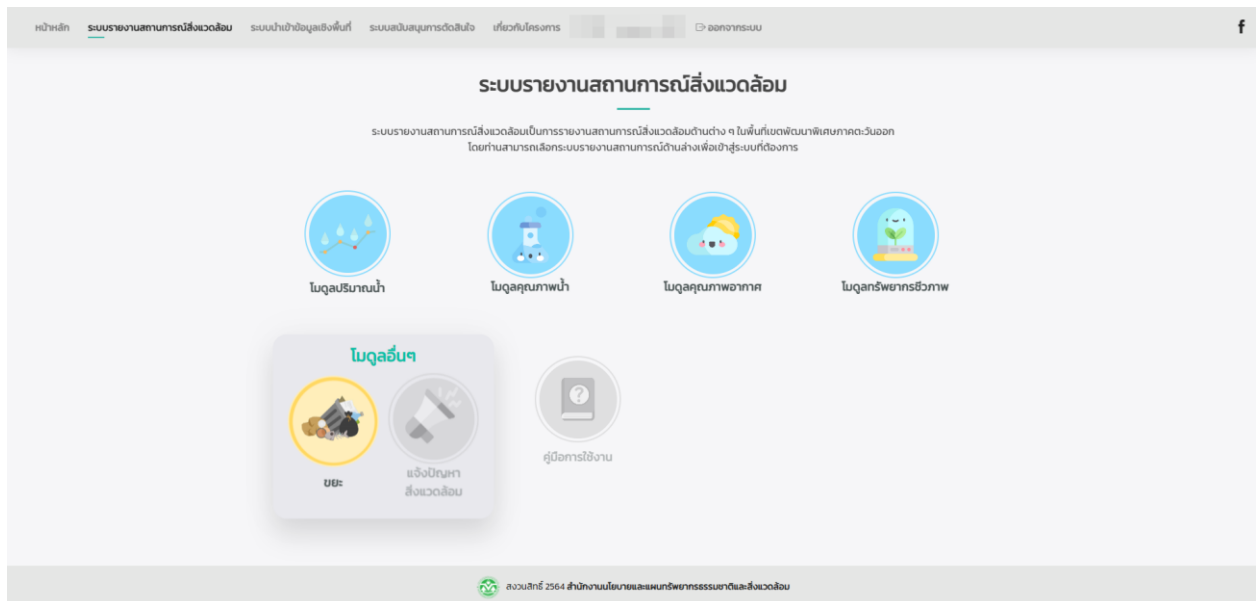 หน้าหลัก ระบบรายงานสถานการณ์สิ่งแวดล้อม ระบบนำเข้าข้อมูลเชิงพื้นที่ ระบบสนับสนุนการตัดสินใจ เกี่ยวกับโครงการ ออกจากระบบ f
ระบบรายงานสถานการณ์สิ่งแวดล้อม
ระบบรายงานสถานการณ์สิ่งแวดล้อมเป็นการรายงานสถานการณ์สิ่งแวดล้อมด้านต่าง ๆ ในพื้นที่เขตพัฒนาพิเศษภาคตะวันออก
โดยท่านสามารถเลือกระบบรายงานสถานการณ์ด้านล่างเพื่อเข้าสู่ระบบที่ต้องการ
โมดูลปริมาณน้ำ โมดูลคุณภาพน้ำ โมดูลคุณภาพอากาศ โมดูลทรัพยากรชีวภาพ
โมดูลอื่นๆ
ขยะ
แจ้งปัญหา
สิ่งแวดล้อม
คู่มือการใช้งาน
สงวนสิทธิ์ 2564 สำนักงานนโยบายและแผนทรัพยากรธรรมชาติและสิ่งแวดล้อม